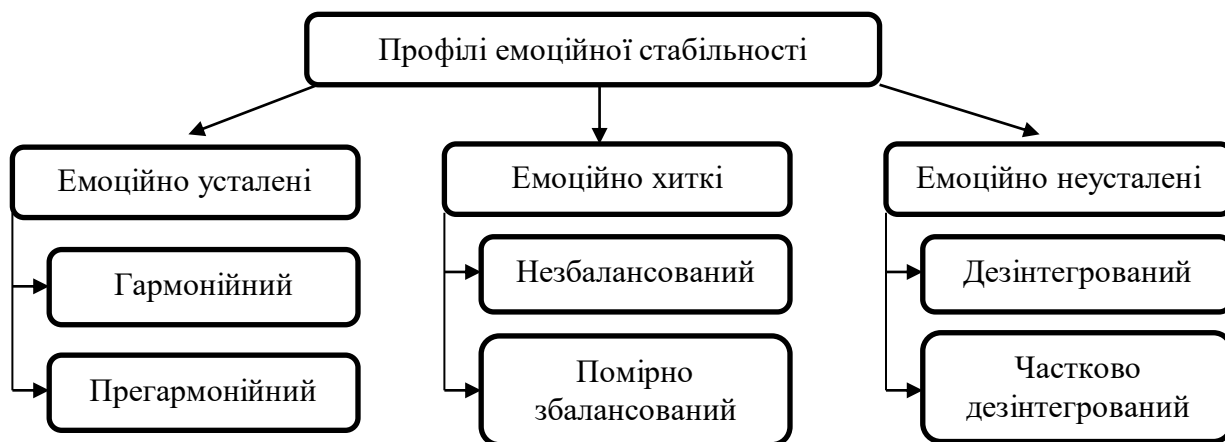 Профілі емоційної стабільності
Емоційно усталені
Емоційно хиткі
Емоційно неусталені
Гармонійний
Незбалансований
Дезінтегрований
Прегармонійний
Помірно
збалансований
Частково
дезінтегрований